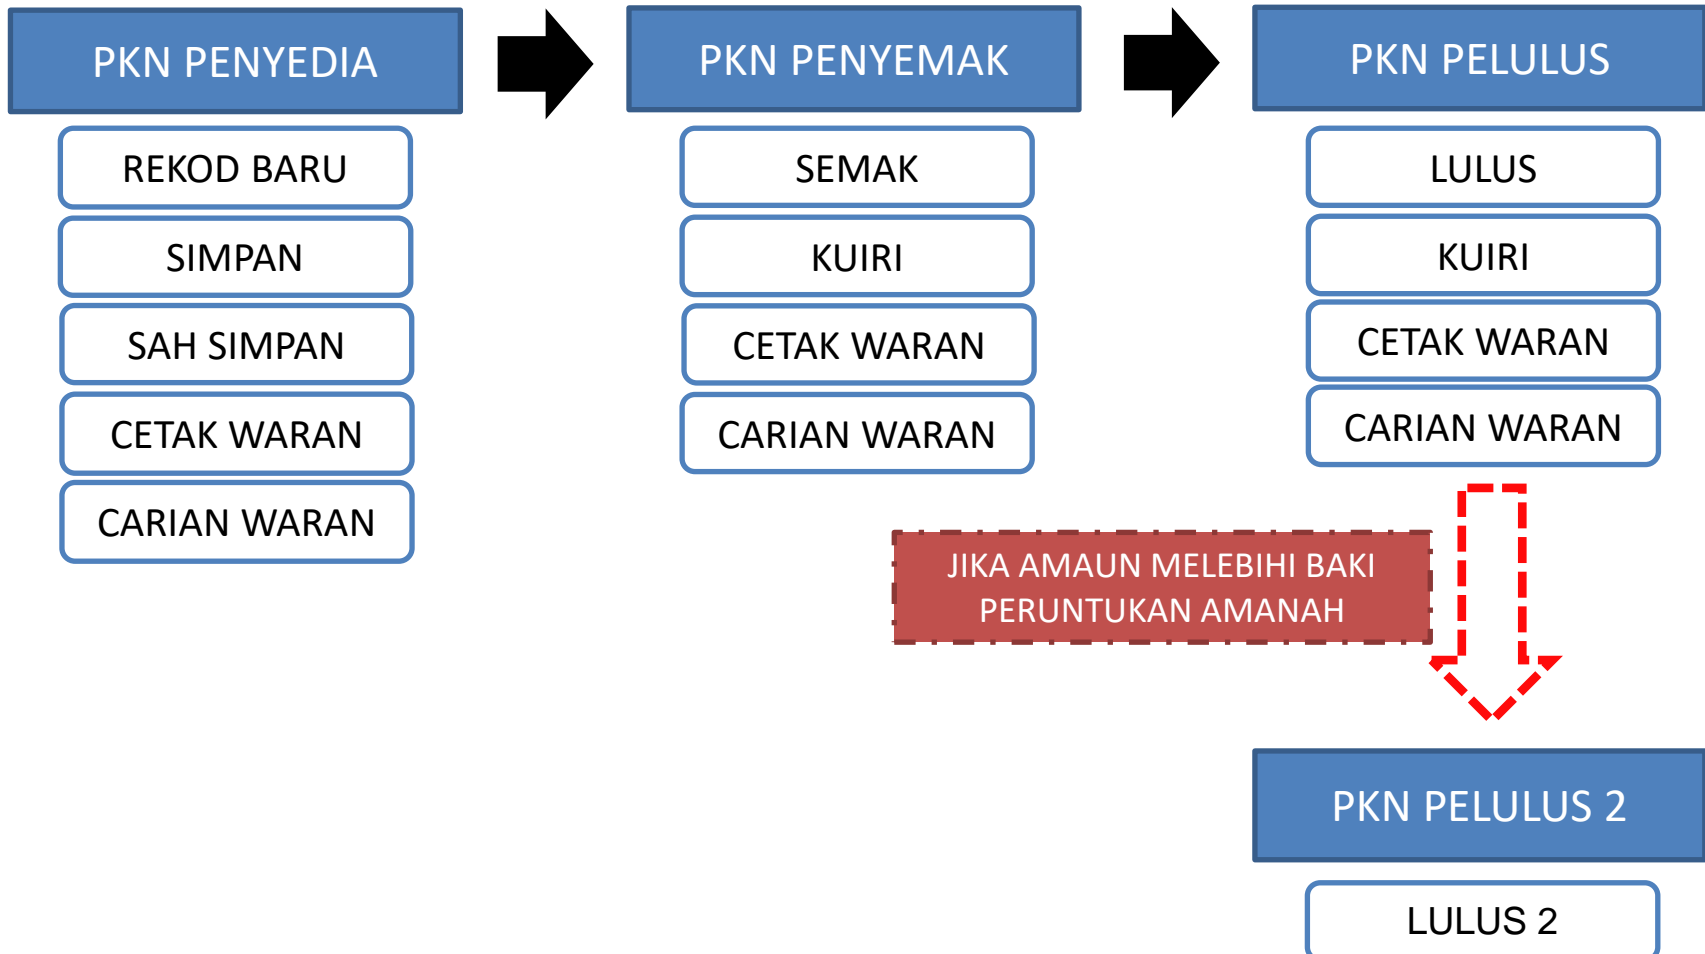 PKN PENYEDIA
REKOD BARU
SIMPAN
SAH SIMPAN
CETAK WARAN
CARIAN WARAN
PKN PENYEMAK
SEMAK
KUIRI
CETAK WARAN
CARIAN WARAN
PKN PELULUS
LULUS
KUIRI
CETAK WARAN
CARIAN WARAN
JIKA AMAUN MELEBIHI BAKI
PERUNTUKAN AMANAH
PKN PELULUS 2
LULUS 2